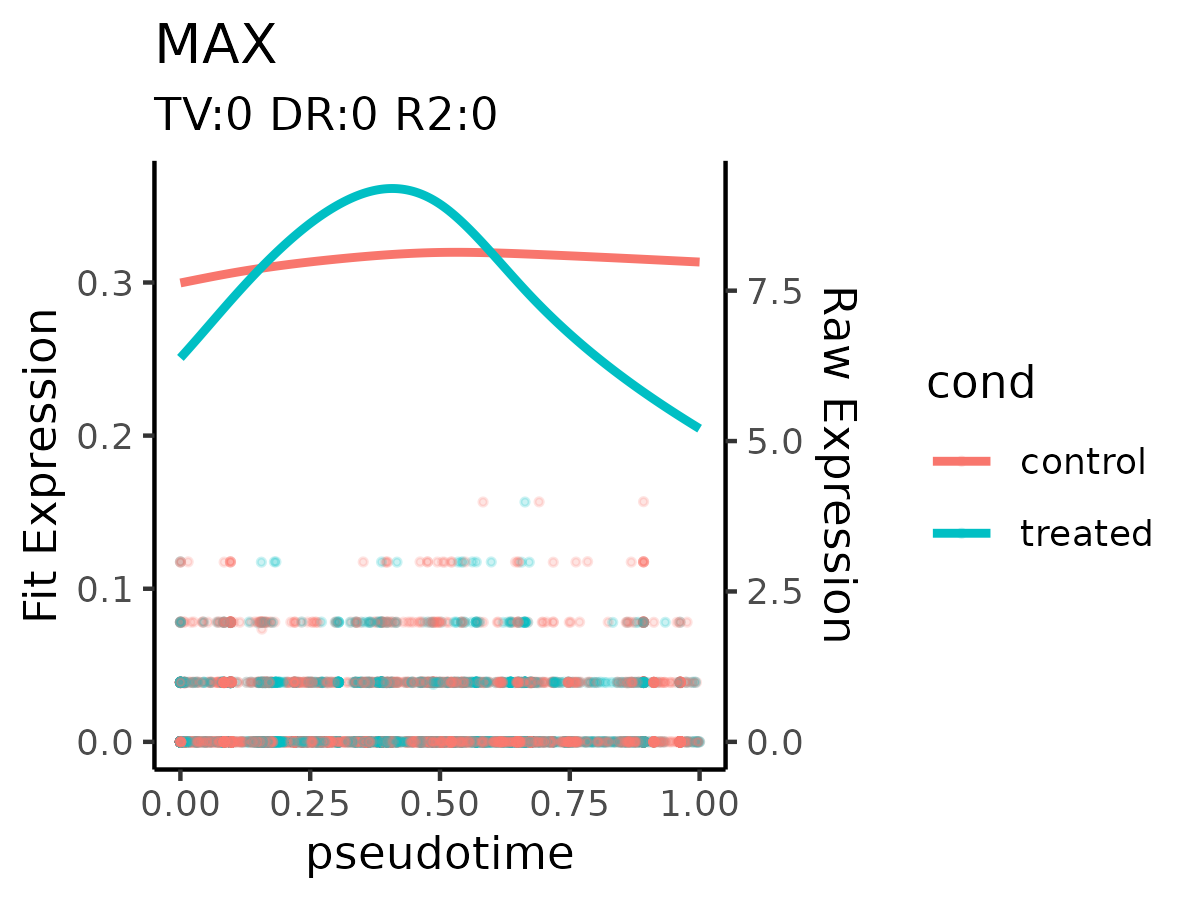 MAX
TV:0 DR:0 R2:0
Fit Expression
0.3
0.2
0.1
0.0
7.5
5.0
2.5
0.0
Raw Expression
0.00 0.25 0.50 0.75 1.00
pseudotime
cond
control
treated